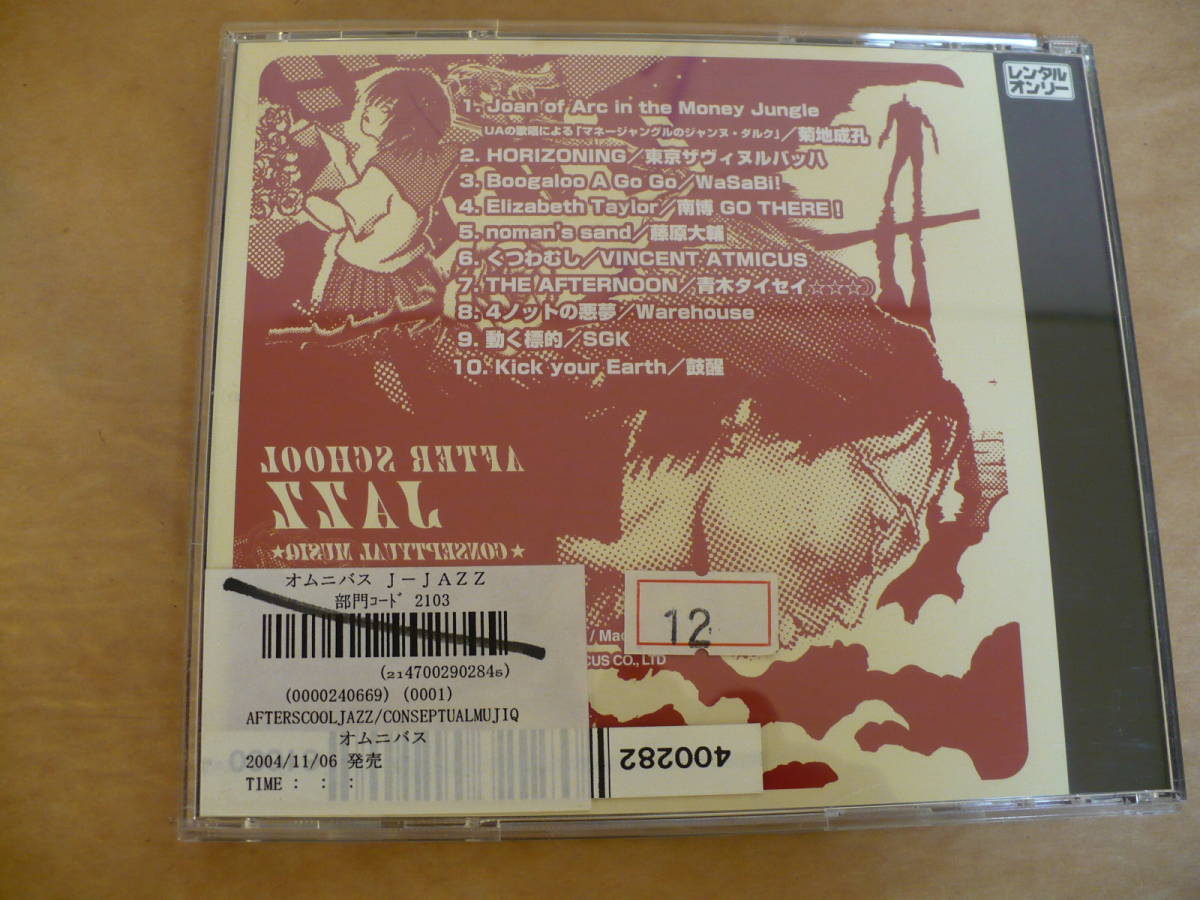 レンタル
オンリー
1. Joan of Arc in the Money Jungle
UAの歌唱による「マネージャングルのジャンヌ・ダルク」／菊地成孔
2. HORIZONING／東京ザヴィヌルバッハ
3. Boogaloo A Go Go／WaSaBi!
4. Elizabeth Taylor／南博 GO THERE！
5. noman's sand／藤原大輔
6. くつわむし／VINCENT ATMICUS
7. THE AFTERNOON／青木タイセイ☆☆☆
8. 4ノットの悪夢／Warehouse
9. 動く標的／SGK
10. Kick your Earth／鼓醒
AFTER SCHOOL
JAZZ
★CONSEPTUAL MUSIQ★
オムニバス J－JAZZ
部門ｺｰﾄﾞ 2103
(2147002902845)
(0000240669) (0001)
AFTERSCOOLJAZZ/CONSEPTUALMUJIQ
オムニバス
2004/11/06 発売
TIME : : :
12
/ Mad
CUS CO., LTD
400282